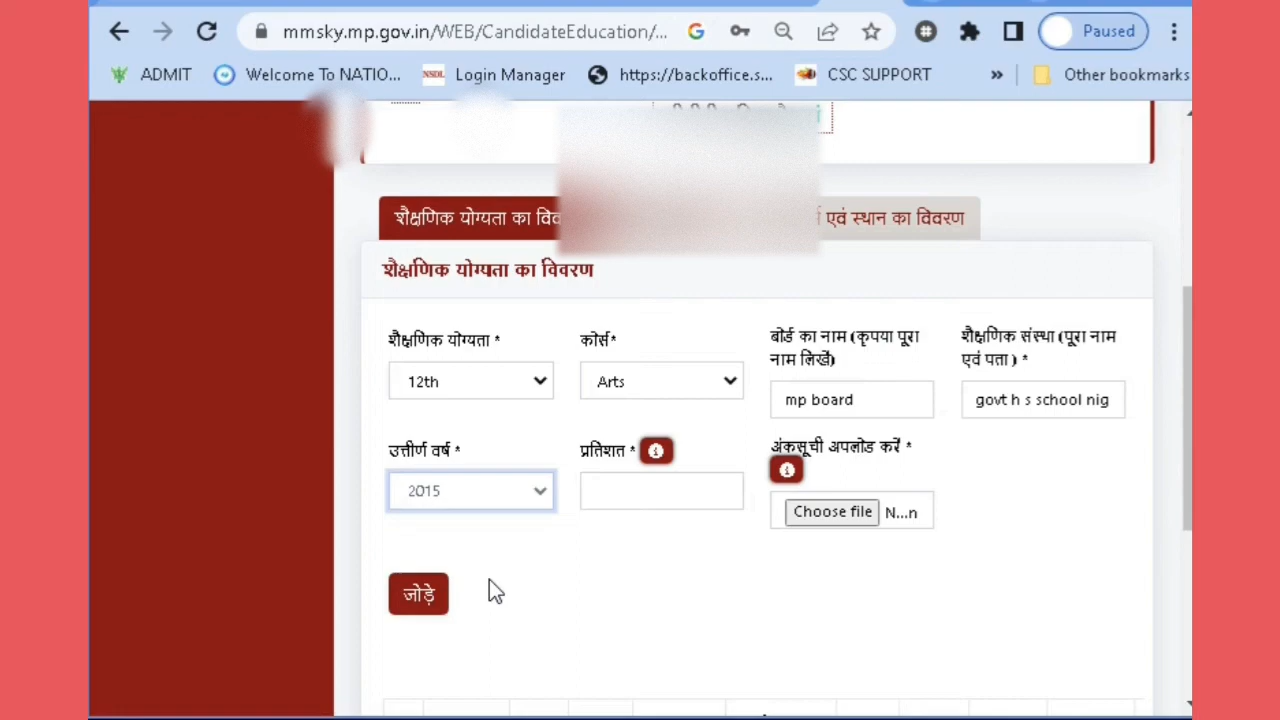 mmsky.mp.gov.in/WEB/CandidateEducation/...
Paused
ADMIT
Welcome To NATIO...
NSDL
Login Manager
https://backoffice.s...
CSC SUPPORT
»
Other bookmarks
शैक्षणिक योग्यता का
एवं स्थान का विवरण
शैक्षणिक योग्यता का विवरण
शैक्षणिक योग्यता *
कोर्स*
बोर्ड का नाम (कृपया पूरा
नाम लिखें)
शैक्षणिक संस्था (पूरा नाम
एवं पता ) *
12th
Arts
mp board
govt h s school nig
उत्तीर्ण वर्ष *
प्रतिशत *
अंकसूची अपलोड करें *
2015
Choose file N...n
जोड़े